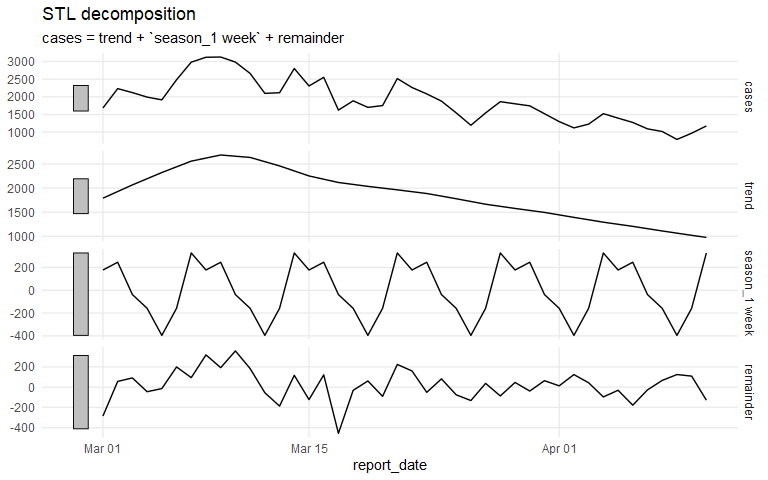 STL decomposition
cases = trend + `season_1 week` + remainder
3000
2500
2000
1500
1000
cases
2500
2000
1500
1000
trend
200
0
-200
-400
season_1 week
200
0
-200
-400
remainder
Mar 01
Mar 15
Apr 01
report_date